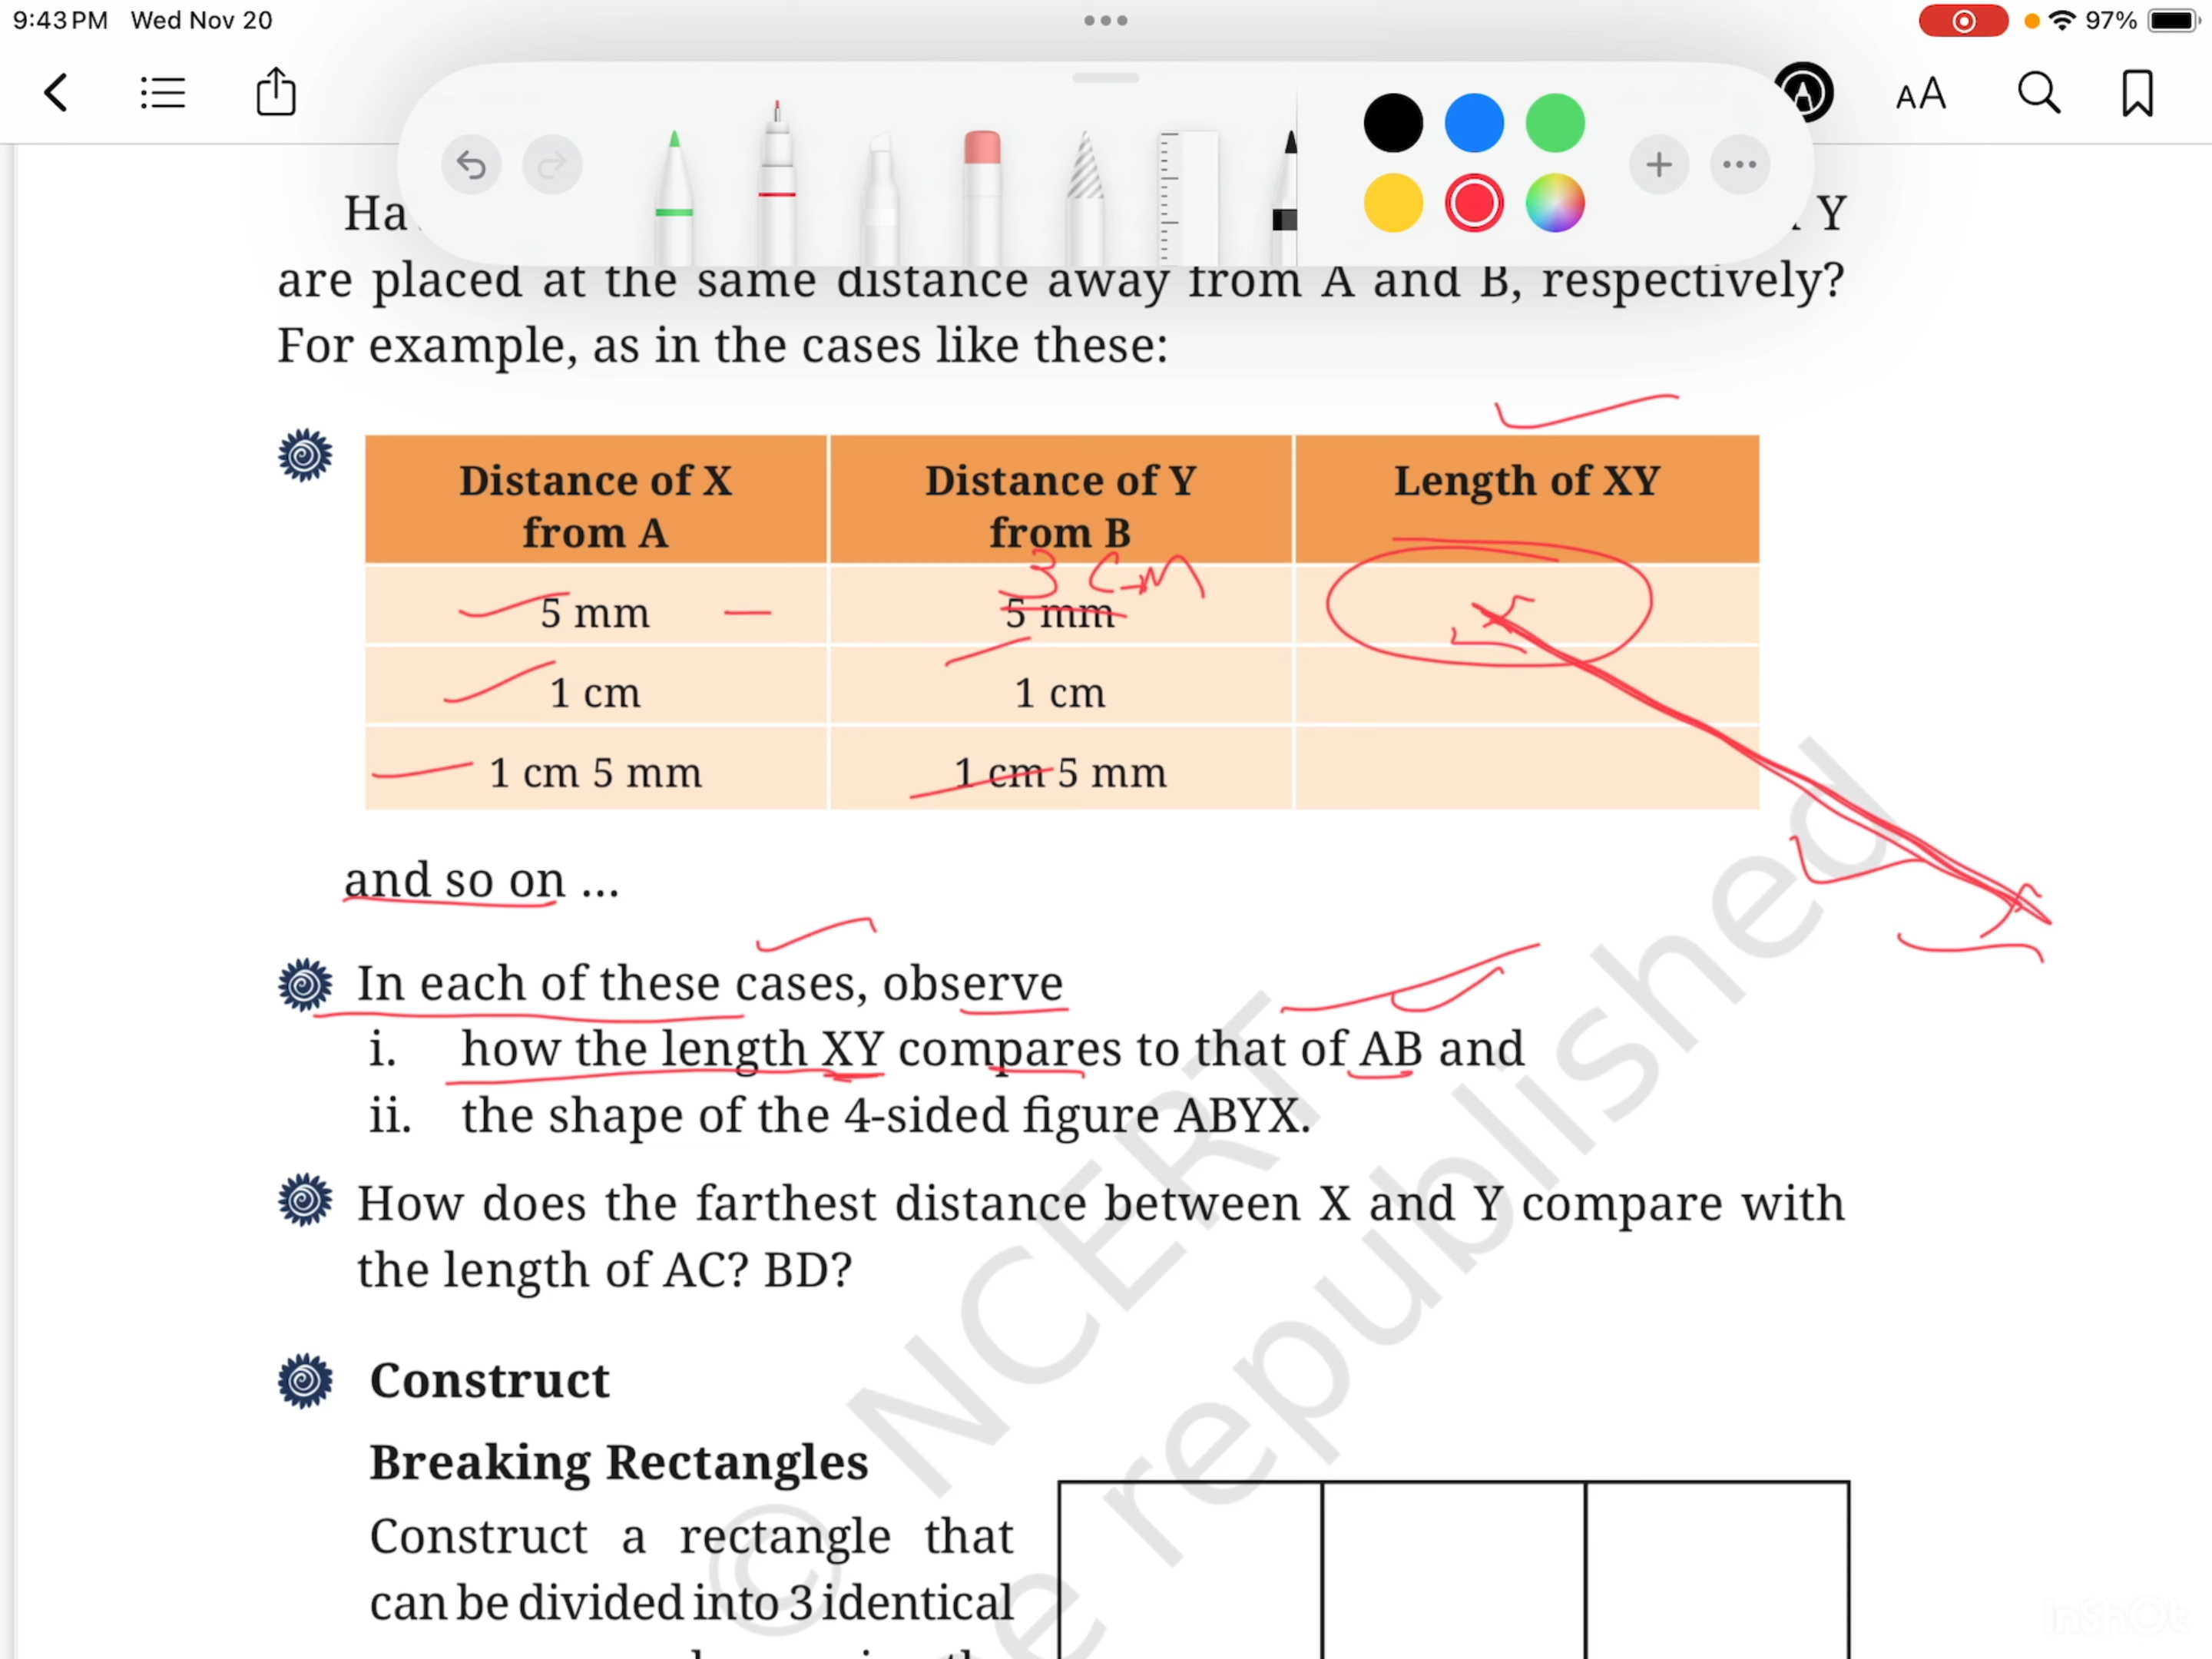 9:43 PM Wed Nov 20
97%
AA
Ha
Y
are placed at the same distance away from A and B, respectively?
For example, as in the cases like these:
Distance of X from A
Distance of Y from B
Length of XY
3 cm
5 mm
5 mm
1 cm
1 cm
1 cm 5 mm
1 cm 5 mm
and so on ...
In each of these cases, observe
i. how the length XY compares to that of AB and
ii. the shape of the 4-sided figure ABYX.
How does the farthest distance between X and Y compare with
the length of AC? BD?
Construct
Breaking Rectangles
Construct a rectangle that
can be divided into 3 identical
© NCERT
republished
InShOt